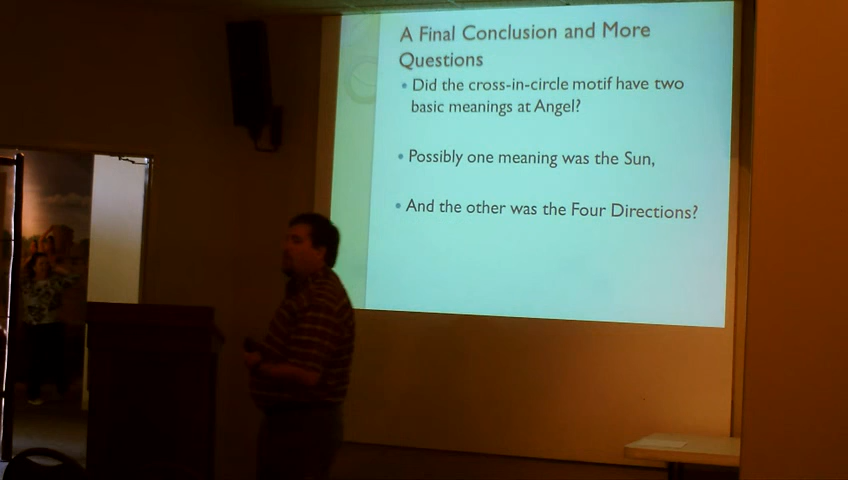 A Final Conclusion and More
Questions
• Did the cross-in-circle motif have two
basic meanings at Angel?
• Possibly one meaning was the Sun,
• And the other was the Four Directions?